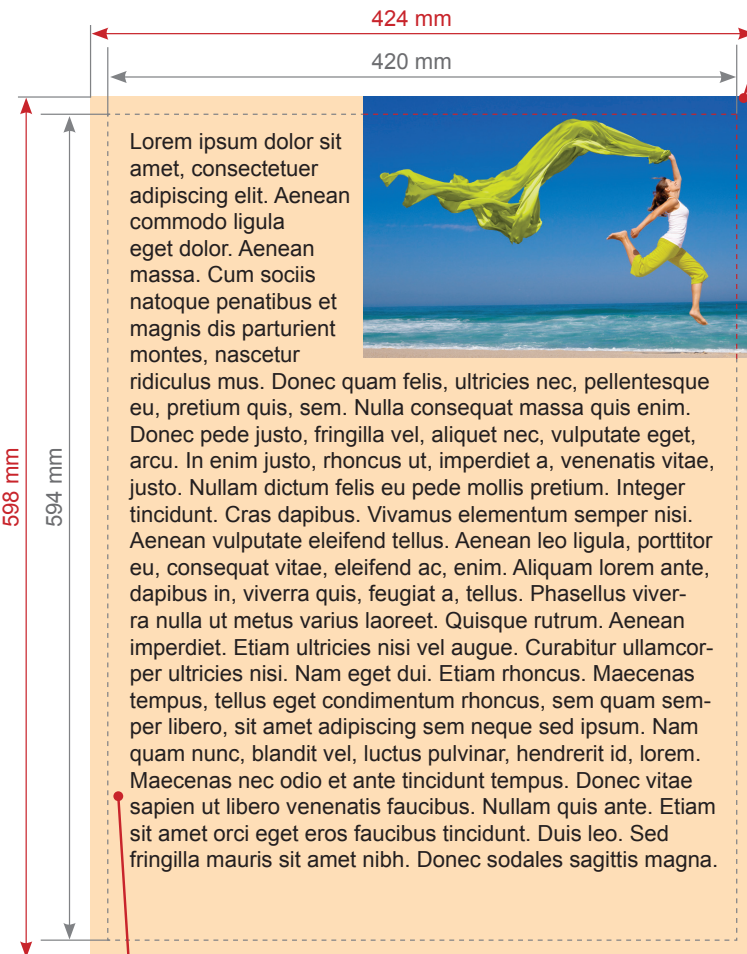 424 mm
420 mm
598 mm
594 mm
Lorem ipsum dolor sit
amet, consectetuer
adipiscing elit. Aenean
commodo ligula
eget dolor. Aenean
massa. Cum sociis
natoque penatibus et
magnis dis parturient
montes, nascetur
ridiculus mus. Donec quam felis, ultricies nec, pellentesque
eu, pretium quis, sem. Nulla consequat massa quis enim.
Donec pede justo, fringilla vel, aliquet nec, vulputate eget,
arcu. In enim justo, rhoncus ut, imperdiet a, venenatis vitae,
justo. Nullam dictum felis eu pede mollis pretium. Integer
tincidunt. Cras dapibus. Vivamus elementum semper nisi.
Aenean vulputate eleifend tellus. Aenean leo ligula, porttitor
eu, consequat vitae, eleifend ac, enim. Aliquam lorem ante,
dapibus in, viverra quis, feugiat a, tellus. Phasellus viver-
ra nulla ut metus varius laoreet. Quisque rutrum. Aenean
imperdiet. Etiam ultricies nisi vel augue. Curabitur ullamcor-
per ultricies nisi. Nam eget dui. Etiam rhoncus. Maecenas
tempus, tellus eget condimentum rhoncus, sem quam sem-
per libero, sit amet adipiscing sem neque sed ipsum. Nam
quam nunc, blandit vel, luctus pulvinar, hendrerit id, lorem.
Maecenas nec odio et ante tincidunt tempus. Donec vitae
sapien ut libero venenatis faucibus. Nullam quis ante. Etiam
sit amet orci eget eros faucibus tincidunt. Duis leo. Sed
fringilla mauris sit amet nibh. Donec sodales sagittis magna.